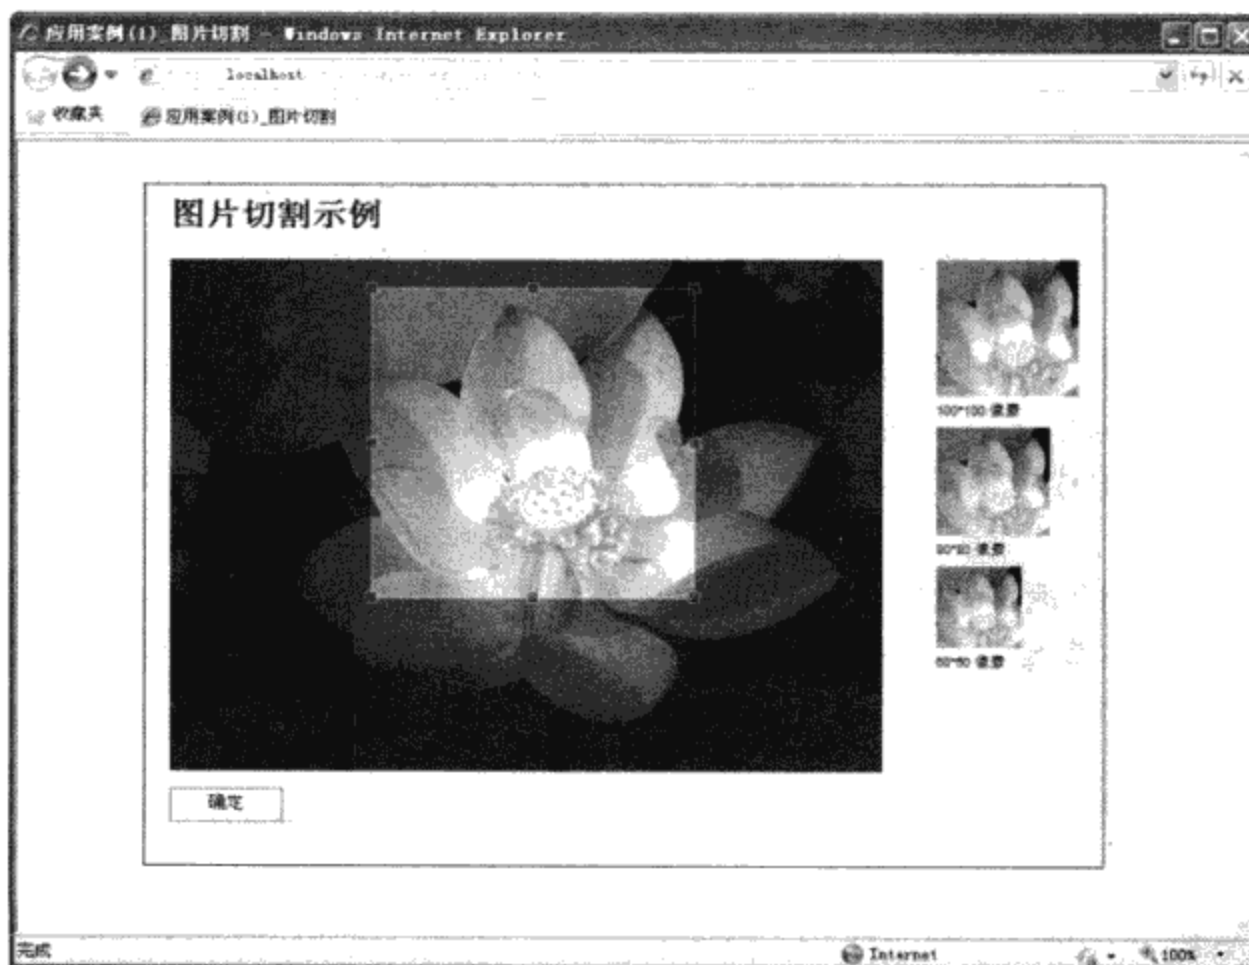 应用案例(1)_图片切割 - Windows Internet Explorer
localhost
收藏夹
应用案例(1)_图片切割
图片切割示例
100*100 像素
80*80 像素
60*60 像素
确定
完成
Internet
100%